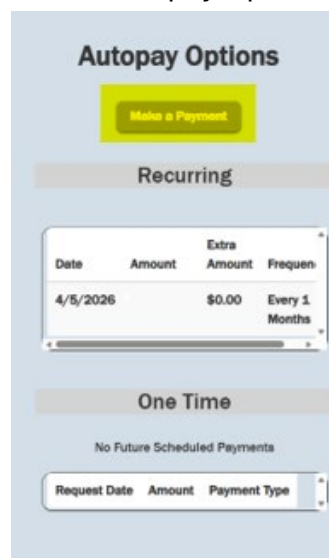 Autopay Options
Make a Payment
Recurring
Date Amount Extra Amount Frequen
4/5/2026 $0.00 Every 1 Months
One Time
No Future Scheduled Payments
Request Date Amount Payment Type